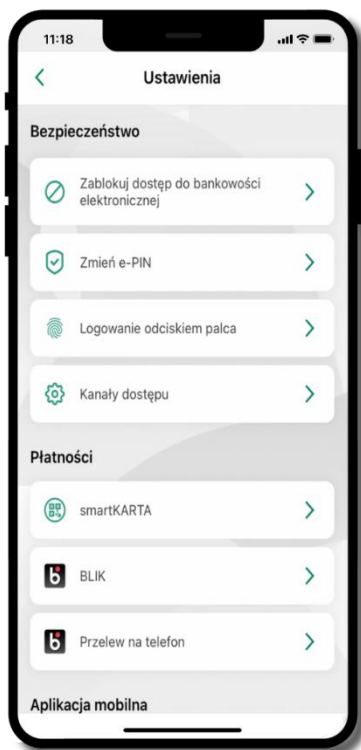 11:18
Ustawienia
Bezpieczeństwo
Zablokuj dostęp do bankowości
elektronicznej
Zmień e-PIN
Logowanie odciskiem palca
Kanały dostępu
Płatności
smartKARTA
BLIK
Przelew na telefon
Aplikacja mobilna